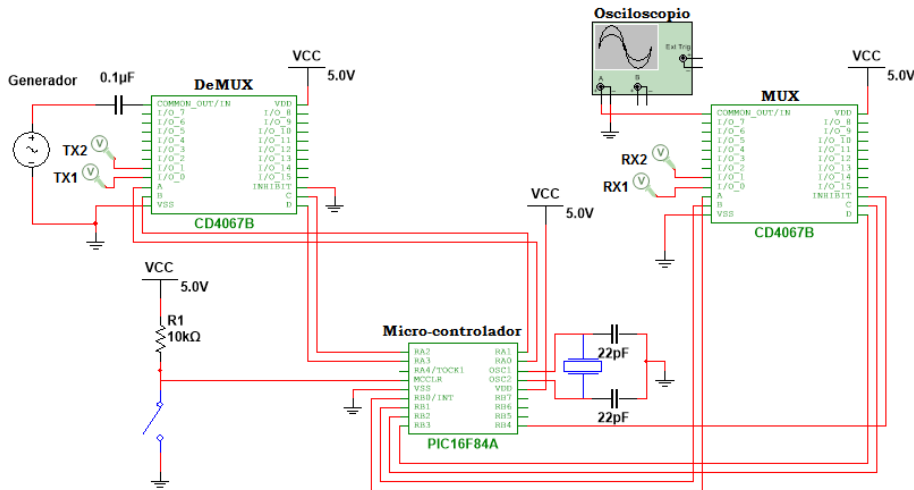 Osciloscopio
A
B
Ext Trig
VCC
5.0V
VCC
5.0V
Generador
0.1µF
DeMUX
MUX
COMMON_OUT/IN
VDD
I/O_7
I/O_8
I/O_6
I/O_9
I/O_5
I/O_10
I/O_4
I/O_11
I/O_3
I/O_12
I/O_2
I/O_13
I/O_1
I/O_14
I/O_0
I/O_15
A
INHIBIT
B
C
VSS
D
CD4067B
TX2
V
TX1
V
COMMON_OUT/IN
VDD
I/O_7
I/O_8
I/O_6
I/O_9
I/O_5
I/O_10
I/O_4
I/O_11
I/O_3
I/O_12
I/O_2
I/O_13
I/O_1
I/O_14
I/O_0
I/O_15
A
INHIBIT
B
C
VSS
D
CD4067B
RX2
V
RX1
V
VCC
5.0V
VCC
5.0V
R1
10kΩ
Micro-controlador
RA2
RA1
RA3
RA0
RA4/TOCK1
OSC1
MCCLR
OSC2
VSS
VDD
RB0/INT
RB7
RB1
RB6
RB2
RB5
RB3
RB4
PIC16F84A
22pF
22pF